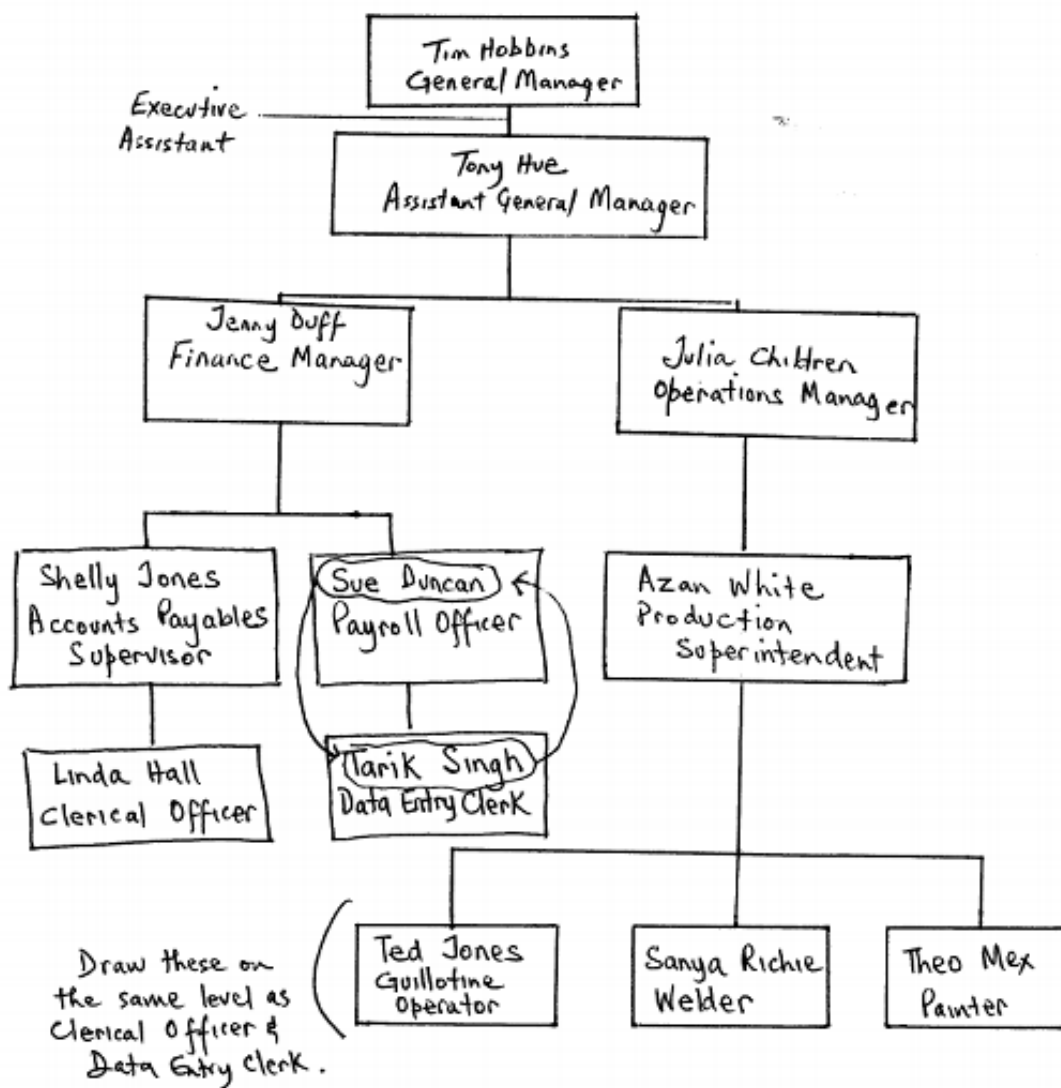 Tim Hobbins
General Manager
Executive
Assistant
Tony Hue
Assistant General Manager
Jenny Duff
Finance Manager
Julia Chiltren
Operations Manager
Shelly Jones
Accounts Payables
Supervisor
Sue Duncan
Payroll Officer
Azan White
Production
Superintendent
Linda Hall
Clerical Officer
Tarik Singh
Data Entry Clerk
Ted Jones
Guillotine
Operator
Sanya Richie
Welder
Theo Mex
Painter
Draw these on
the same level as
Clerical Officer &
Data Entry Clerk.